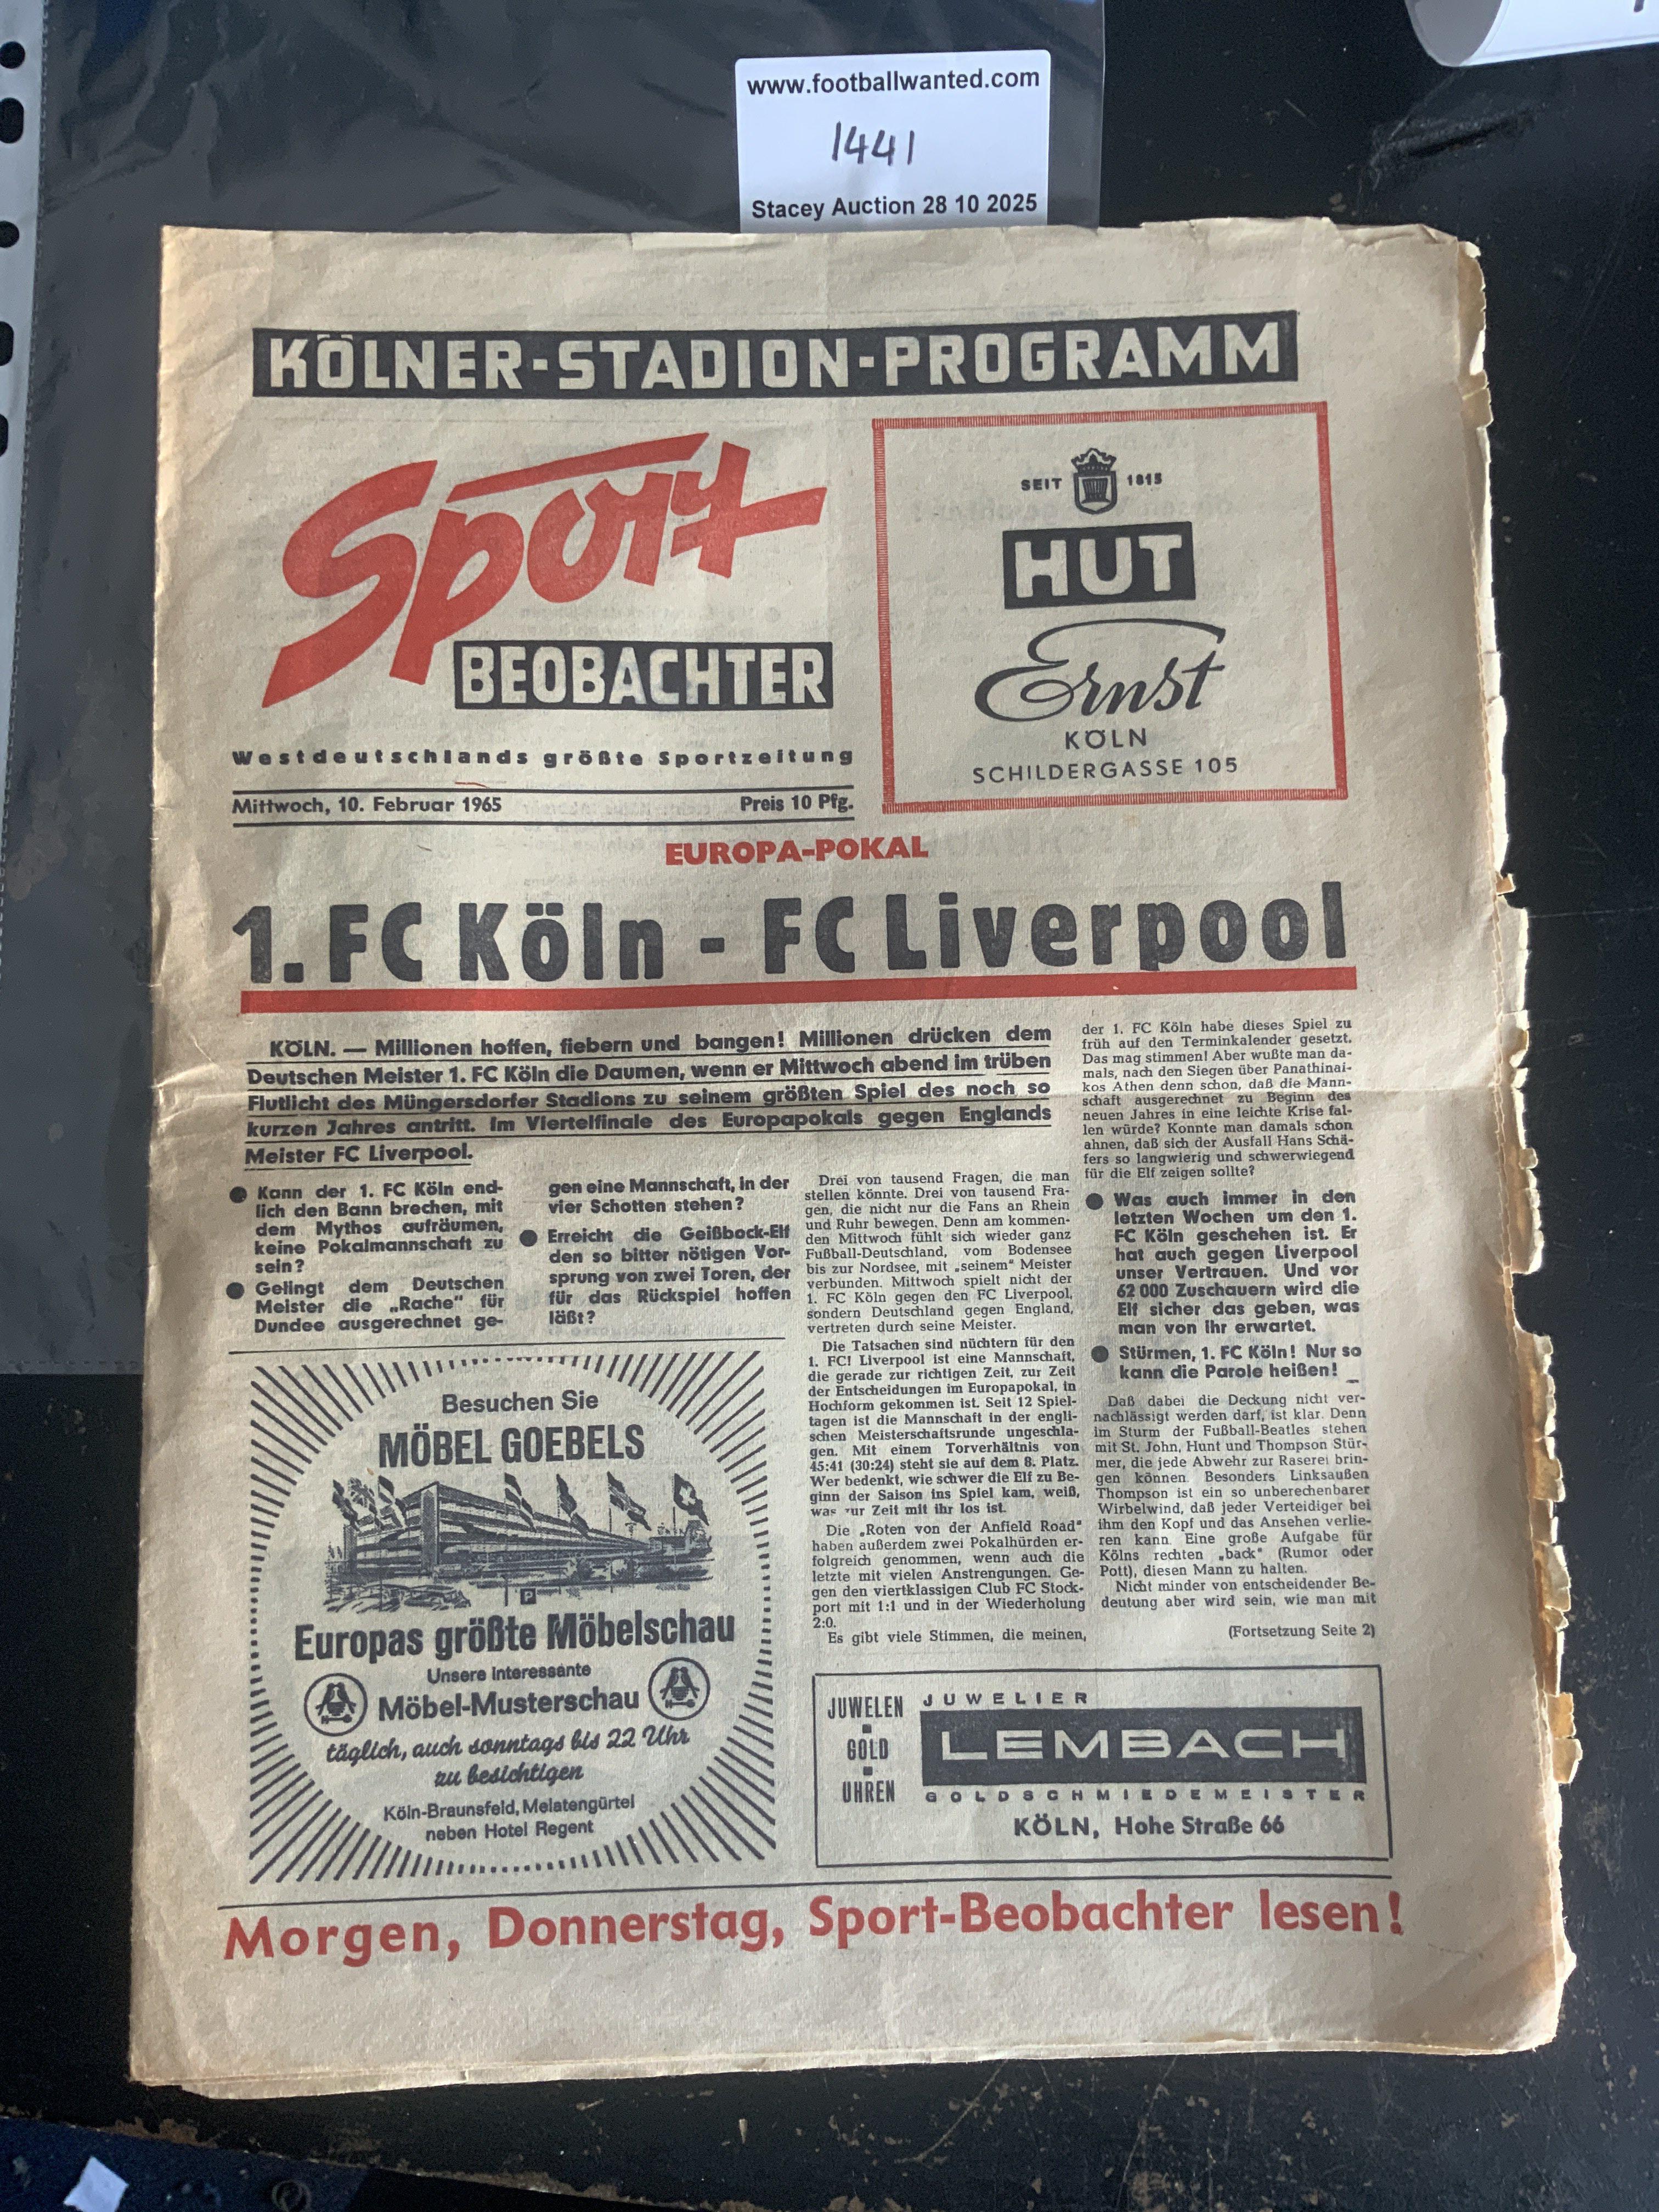 www.footballwanted.com
1441
Stacey Auction 28 10 2025
KÖLNER-STADION-PROGRAMM
Sport
BEOBACHTER
Westdeutschlands größte Sportzeitung
Mittwoch, 10. Februar 1965
Preis 10 Pfg.
SEIT 1815
HUT
Ernst
KÖLN
SCHILDERGASSE 105
EUROPA-POKAL
1. FC Köln - FC Liverpool
KÖLN. — Millionen hoffen, fiebern und bangen! Millionen drücken dem
Deutschen Meister 1. FC Köln die Daumen, wenn er Mittwoch abend im trüben
Flutlicht des Müngersdorfer Stadions zu seinem größten Spiel des noch so
kurzen Jahres antritt. Im Viertelfinale des Europapokals gegen Englands
Meister FC Liverpool.
● Kann der 1. FC Köln end-
lich den Bann brechen, mit
dem Mythos aufräumen,
keine Pokalmannschaft zu
sein?
● Gelingt dem Deutschen
Meister die „Rache" für
Dundee ausgerechnet ge-
gen eine Mannschaft, in der
vier Schotten stehen?
● Erreicht die Geißbock-Elf
den so bitter nötigen Vor-
sprung von zwei Toren, der
für das Rückspiel hoffen
läßt?
Drei von tausend Fragen, die man
stellen könnte. Drei von tausend Fra-
gen, die nicht nur die Fans an Rhein
und Ruhr bewegen. Denn am kommen-
den Mittwoch fühlt sich wieder ganz
Fußball-Deutschland, vom Bodensee
bis zur Nordsee, mit „seinem" Meister
verbunden. Mittwoch spielt nicht der
1. FC Köln gegen den FC Liverpool,
sondern Deutschland gegen England,
vertreten durch seine Meister.
Die Tatsachen sind nüchtern für den
1. FC! Liverpool ist eine Mannschaft,
die gerade zur richtigen Zeit, zur Zeit
der Entscheidungen im Europapokal, in
Hochform gekommen ist. Seit 12 Spiel-
tagen ist die Mannschaft in der engli-
schen Meisterschaftsrunde ungeschla-
gen. Mit einem Torverhältnis von
45:41 (30:24) steht sie auf dem 8. Platz.
Wer bedenkt, wie schwer die Elf zu Be-
ginn der Saison ins Spiel kam, weiß,
was zur Zeit mit ihr los ist.
Die „Roten von der Anfield Road"
haben außerdem zwei Pokalhürden er-
folgreich genommen, wenn auch die
letzte mit vielen Anstrengungen. Ge-
gen den viertklassigen Club FC Stock-
port mit 1:1 und in der Wiederholung
2:0.
Es gibt viele Stimmen, die meinen,
der 1. FC Köln habe dieses Spiel zu
früh auf den Terminkalender gesetzt.
Das mag stimmen! Aber wußte man da-
mals, nach den Siegen über Panathinai-
kos Athen denn schon, daß die Mann-
schaft ausgerechnet zu Beginn des
neuen Jahres in eine leichte Krise fal-
len würde? Konnte man damals schon
ahnen, daß sich der Ausfall Hans Schä-
fers so langwierig und schwerwiegend
für die Elf zeigen sollte?
● Was auch immer in den
letzten Wochen um den 1.
FC Köln geschehen ist. Er
hat auch gegen Liverpool
unser Vertrauen. Und vor
62 000 Zuschauern wird die
Elf sicher das geben, was
man von ihr erwartet.
● Stürmen, 1. FC Köln! Nur so
kann die Parole heißen!
Daß dabei die Deckung nicht ver-
nachlässigt werden darf, ist klar. Denn
im Sturm der Fußball-Beatles stehen
mit St. John, Hunt und Thompson Stür-
mer, die jede Abwehr zur Raserei brin-
gen können. Besonders Linksaußen
Thompson ist ein so unberechenbarer
Wirbelwind, daß jeder Verteidiger bei
ihm den Kopf und das Ansehen verlie-
ren kann. Eine große Aufgabe für
Kölns rechten „back" (Rumor oder
Pott), diesen Mann zu halten.
Nicht minder von entscheidender Be-
deutung aber wird sein, wie man mit
(Fortsetzung Seite 2)
Besuchen Sie
MÖBEL GOEBELS
P
Europas größte Möbelschau
Unsere interessante
Möbel-Musterschau
täglich, auch sonntags bis 22 Uhr
zu besichtigen
Köln-Braunsfeld, Melatengürtel
neben Hotel Regent
JUWELEN
GOLD
UHREN
JUWELIER
LEMBACH
GOLDSCHMIEDEMEISTER
KÖLN, Hohe Straße 66
Morgen, Donnerstag, Sport-Beobachter lesen!